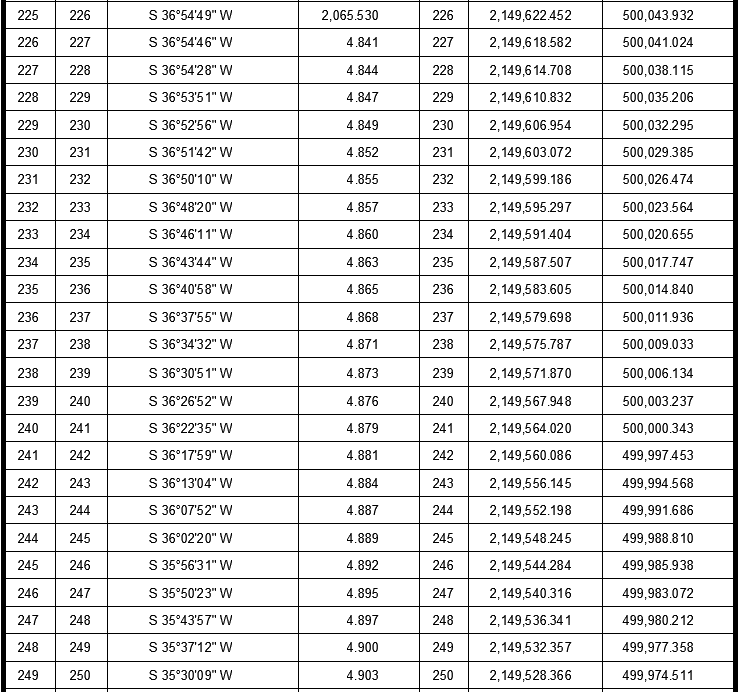 225 226 S 36°54'49" W 2,065.530 226 2,149,622.452 500,043.932
226 227 S 36°54'46" W 4.841 227 2,149,618.582 500,041.024
227 228 S 36°54'28" W 4.844 228 2,149,614.708 500,038.115
228 229 S 36°53'51" W 4.847 229 2,149,610.832 500,035.206
229 230 S 36°52'56" W 4.849 230 2,149,606.954 500,032.295
230 231 S 36°51'42" W 4.852 231 2,149,603.072 500,029.385
231 232 S 36°50'10" W 4.855 232 2,149,599.186 500,026.474
232 233 S 36°48'20" W 4.857 233 2,149,595.297 500,023.564
233 234 S 36°46'11" W 4.860 234 2,149,591.404 500,020.655
234 235 S 36°43'44" W 4.863 235 2,149,587.507 500,017.747
235 236 S 36°40'58" W 4.865 236 2,149,583.605 500,014.840
236 237 S 36°37'55" W 4.868 237 2,149,579.698 500,011.936
237 238 S 36°34'32" W 4.871 238 2,149,575.787 500,009.033
238 239 S 36°30'51" W 4.873 239 2,149,571.870 500,006.134
239 240 S 36°26'52" W 4.876 240 2,149,567.948 500,003.237
240 241 S 36°22'35" W 4.879 241 2,149,564.020 500,000.343
241 242 S 36°17'59" W 4.881 242 2,149,560.086 499,997.453
242 243 S 36°13'04" W 4.884 243 2,149,556.145 499,994.568
243 244 S 36°07'52" W 4.887 244 2,149,552.198 499,991.686
244 245 S 36°02'20" W 4.889 245 2,149,548.245 499,988.810
245 246 S 35°56'31" W 4.892 246 2,149,544.284 499,985.938
246 247 S 35°50'23" W 4.895 247 2,149,540.316 499,983.072
247 248 S 35°43'57" W 4.897 248 2,149,536.341 499,980.212
248 249 S 35°37'12" W 4.900 249 2,149,532.357 499,977.358
249 250 S 35°30'09" W 4.903 250 2,149,528.366 499,974.511